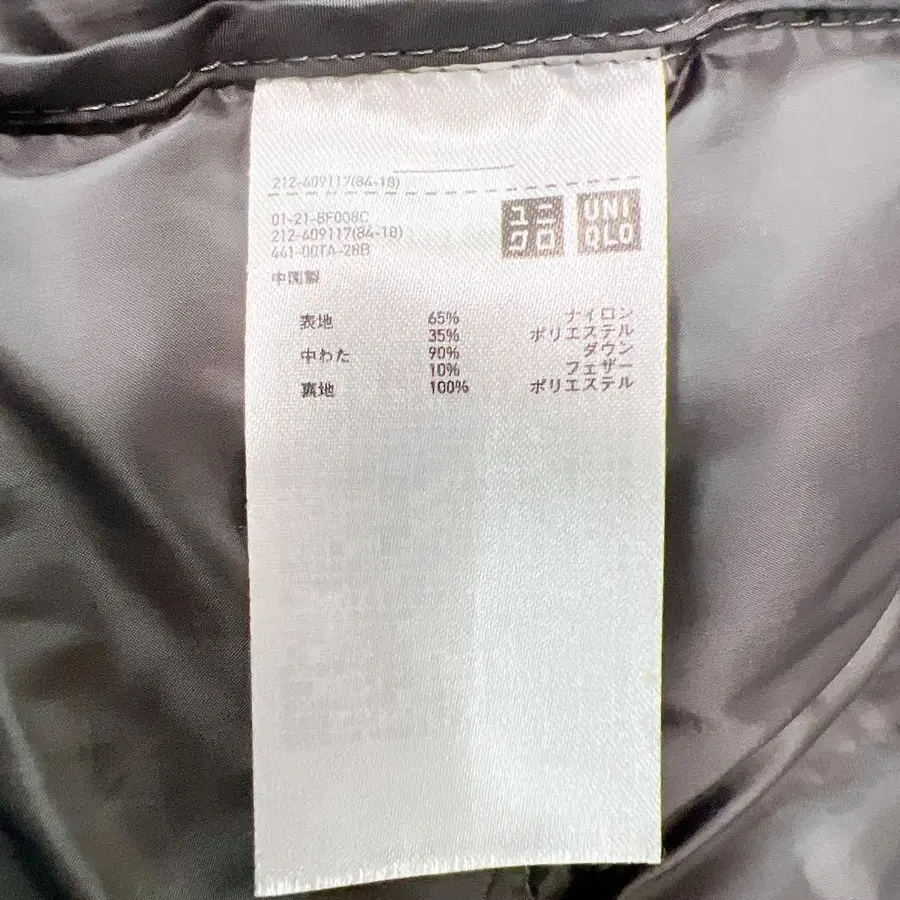 212-409117(84-18)
01-21-8F008C
212-409117(84-18)
441-00TA-28B
中国製
ユニ
クロ
UNI
QLO
表地 65% ナイロン
35% ポリエステル
中わた 90% ダウン
10% フェザー
裏地 100% ポリエステル